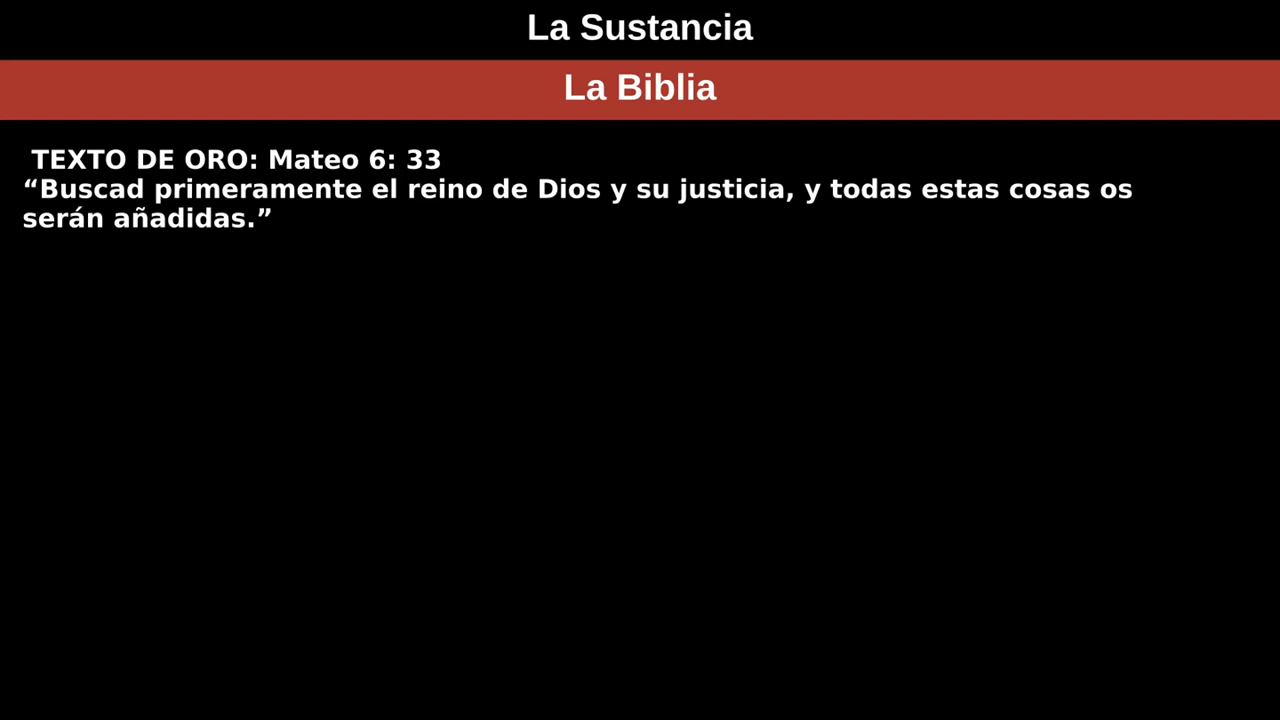 La Sustancia
La Biblia
TEXTO DE ORO: Mateo 6: 33
“Buscad primeramente el reino de Dios y su justicia, y todas estas cosas os
serán añadidas.”